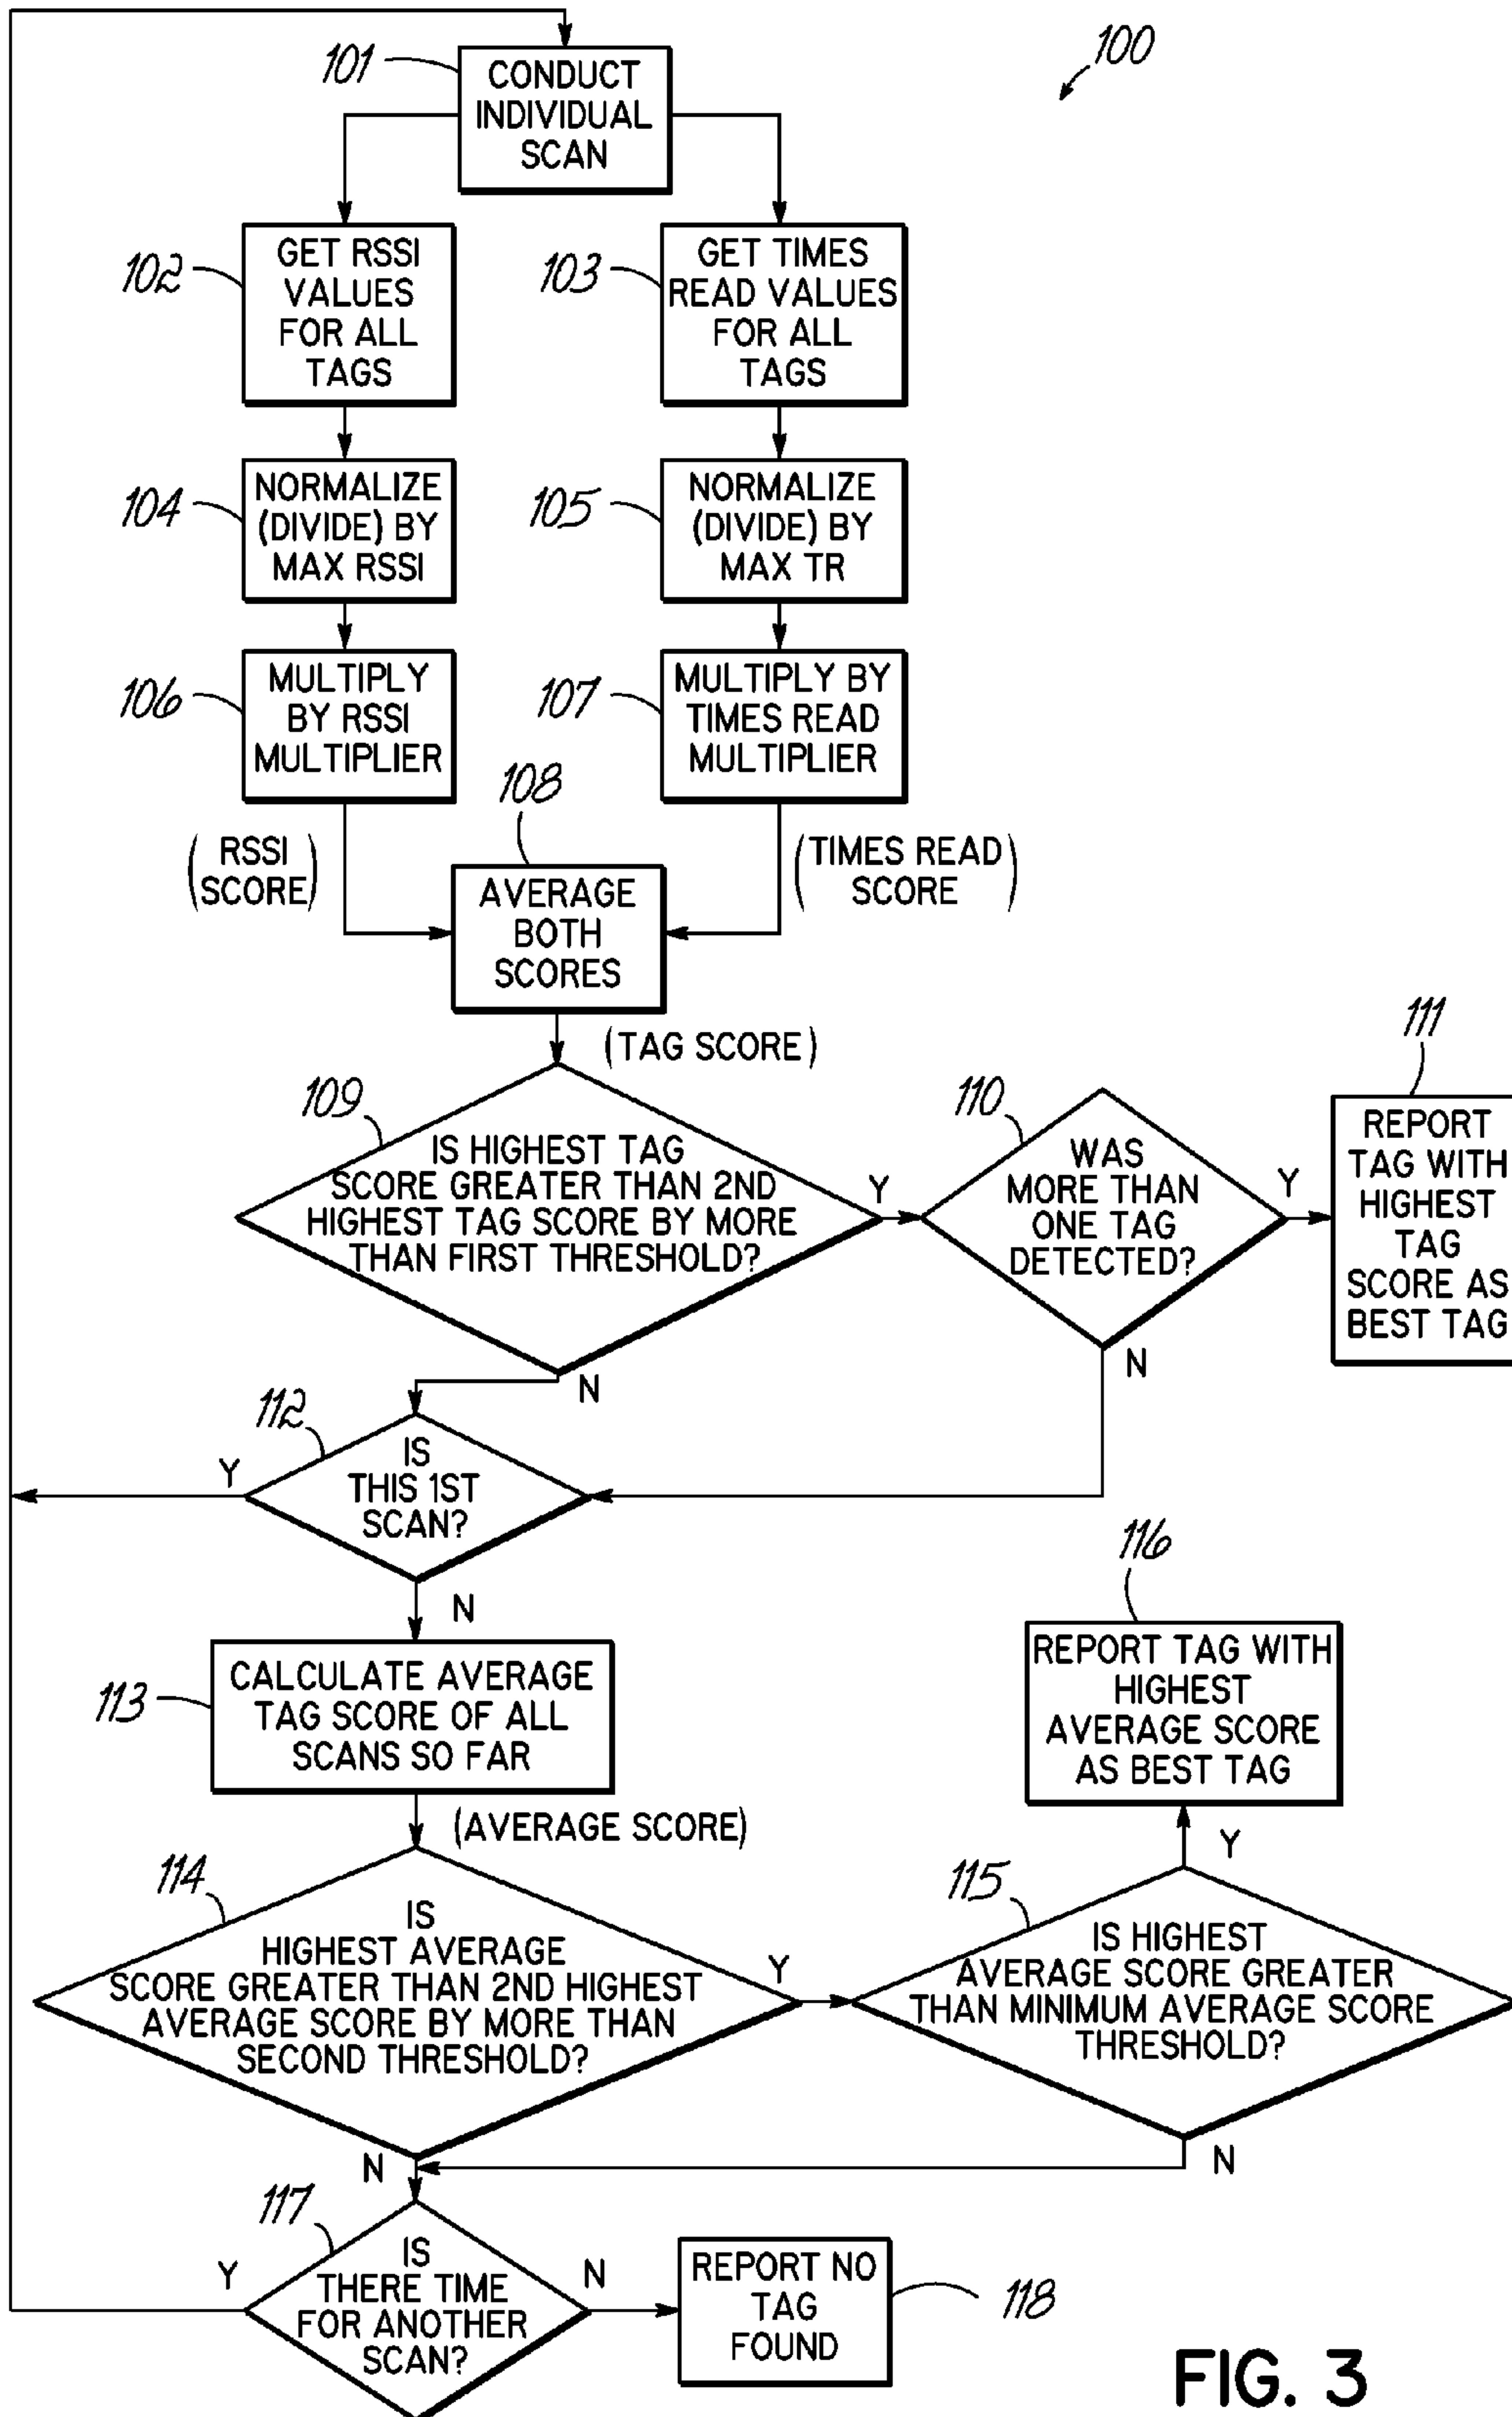 100
101
CONDUCT
INDIVIDUAL
SCAN
102
GET RSSI
VALUES
FOR ALL
TAGS
103
GET TIMES
READ VALUES
FOR ALL
TAGS
104
NORMALIZE
(DIVIDE) BY
MAX RSSI
105
NORMALIZE
(DIVIDE) BY
MAX TR
106
MULTIPLY
BY RSSI
MULTIPLIER
107
MULTIPLY BY
TIMES READ
MULTIPLIER
(RSSI
SCORE)
108
AVERAGE
BOTH
SCORES
(TIMES READ
SCORE)
(TAG SCORE)
109
IS HIGHEST TAG
SCORE GREATER THAN 2ND
HIGHEST TAG SCORE BY MORE
THAN FIRST THRESHOLD?
Y
N
110
WAS
MORE THAN
ONE TAG
DETECTED?
Y
N
111
REPORT
TAG WITH
HIGHEST
TAG
SCORE AS
BEST TAG
112
IS
THIS 1ST
SCAN?
Y
N
113
CALCULATE AVERAGE
TAG SCORE OF ALL
SCANS SO FAR
(AVERAGE SCORE)
116
REPORT TAG WITH
HIGHEST
AVERAGE SCORE
AS BEST TAG
114
IS
HIGHEST AVERAGE
SCORE GREATER THAN 2ND HIGHEST
AVERAGE SCORE BY MORE THAN
SECOND THRESHOLD?
Y
N
115
IS HIGHEST
AVERAGE SCORE GREATER
THAN MINIMUM AVERAGE SCORE
THRESHOLD?
Y
N
117
IS
THERE TIME
FOR ANOTHER
SCAN?
Y
N
118
REPORT NO
TAG
FOUND
FIG. 3